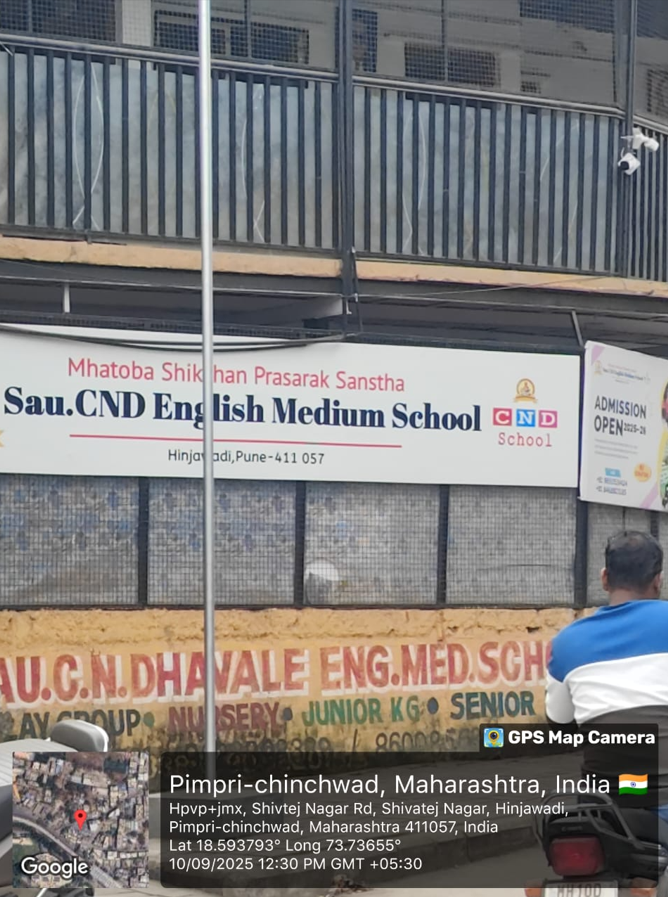 Mhatoba Shikshan Prasarak Sanstha
Sau.CND English Medium School
Hinjawadi,Pune-411 057
CND
School
ADMISSION
OPEN 2025-26
AU.C.N.DHAVALE ENG.MED.SCHO
AY GROUP • NURSERY • JUNIOR KG • SENIOR
GPS Map Camera
Pimpri-chinchwad, Maharashtra, India
Hpvp+jmx, Shivtej Nagar Rd, Shivatej Nagar, Hinjawadi,
Pimpri-chinchwad, Maharashtra 411057, India
Lat 18.593793° Long 73.73655°
10/09/2025 12:30 PM GMT +05:30
Google